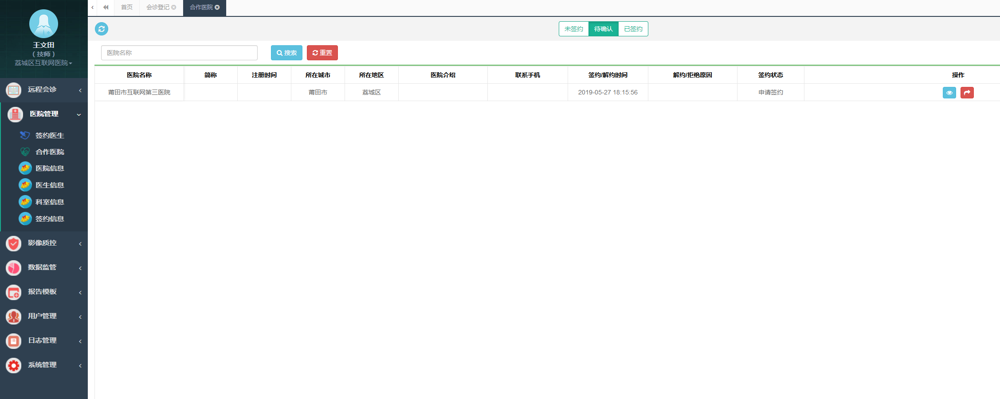 王文田
（技师）
荔城区互联网医院
远程会诊
医院管理
签约医生
合作医院
医院信息
医生信息
科室信息
签约信息
影像质控
数据监管
报告模板
用户管理
日志管理
系统管理
首页 会诊登记 合作医院
未签约 待确认 已签约
医院名称 搜索 重置
医院名称 简称 注册时间 所在城市 所在地区 医院介绍 联系手机 签约/解约时间 解约/拒绝原因 签约状态 操作
莆田市互联网第三医院 莆田市 荔城区 2019-05-27 18:15:56 申请签约